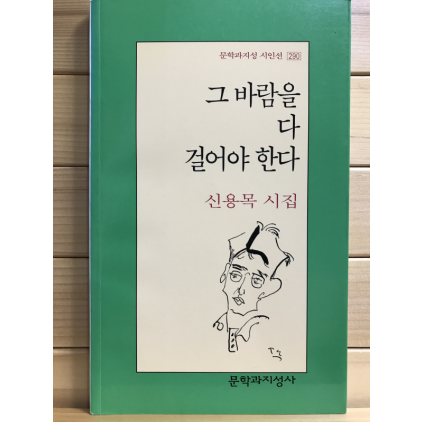 문학과지성 시인선 290
그 바람을
다
걸어야 한다
신용목 시집
문학과지성사